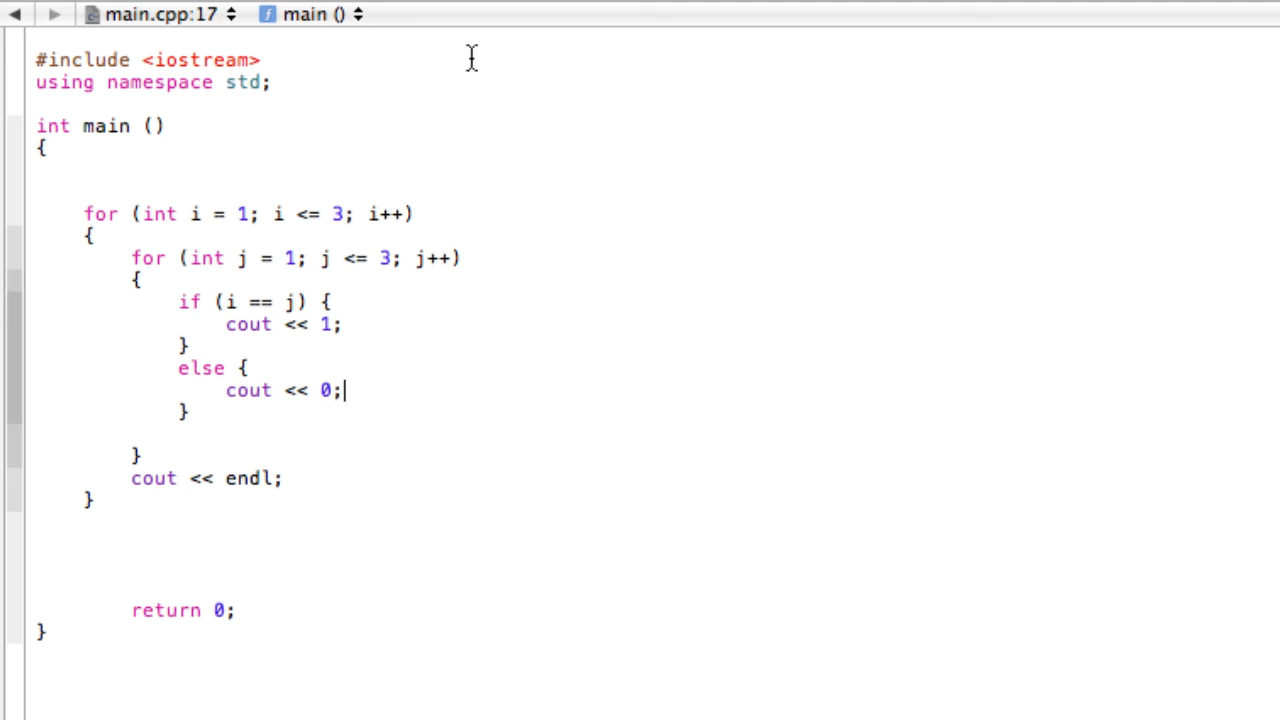 main.cpp:17 main ()
#include <iostream>
using namespace std;
int main ()
{
for (int i = 1; i <= 3; i++)
{
for (int j = 1; j <= 3; j++)
{
if (i == j) {
cout << 1;
}
else {
cout << 0;
}
}
cout << endl;
}
return 0;
}